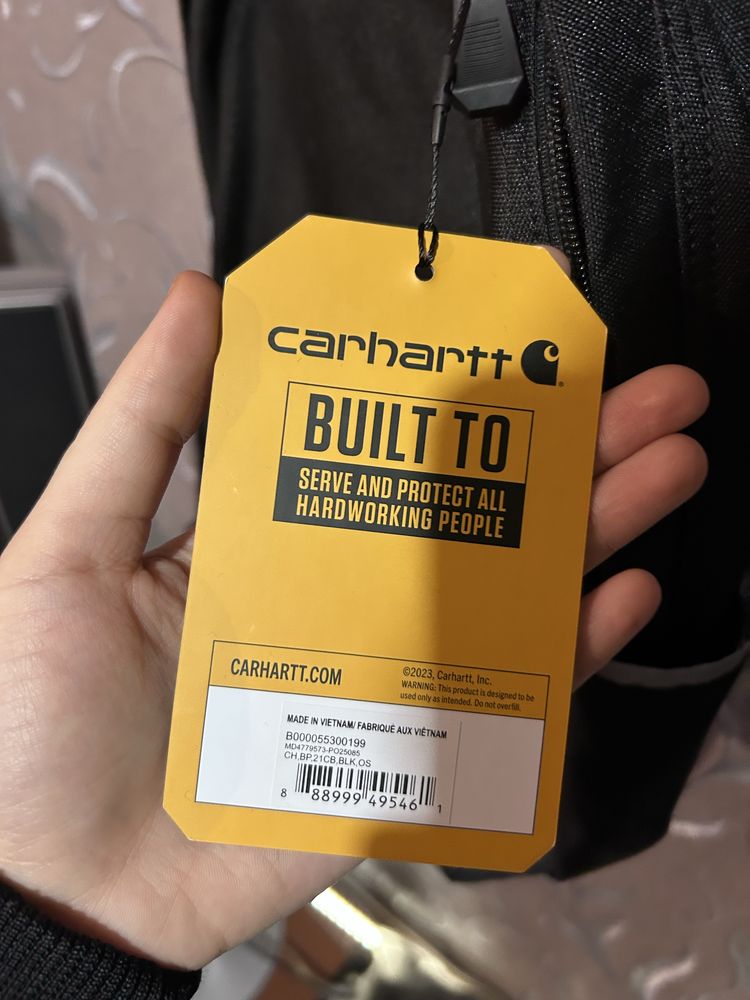 carhartt
BUILT TO
SERVE AND PROTECT ALL
HARDWORKING PEOPLE
CARHARTT.COM
©2023, Carhartt, Inc.
WARNING: This product is designed to be
used only as intended. Do not overfill.
MADE IN VIETNAM/ FABRIQUÉ AUX VIÊTNAM
B000055300199
MD4779573-PO25085
CH,BP,21CB,BLK,OS
8 88999 49546 1